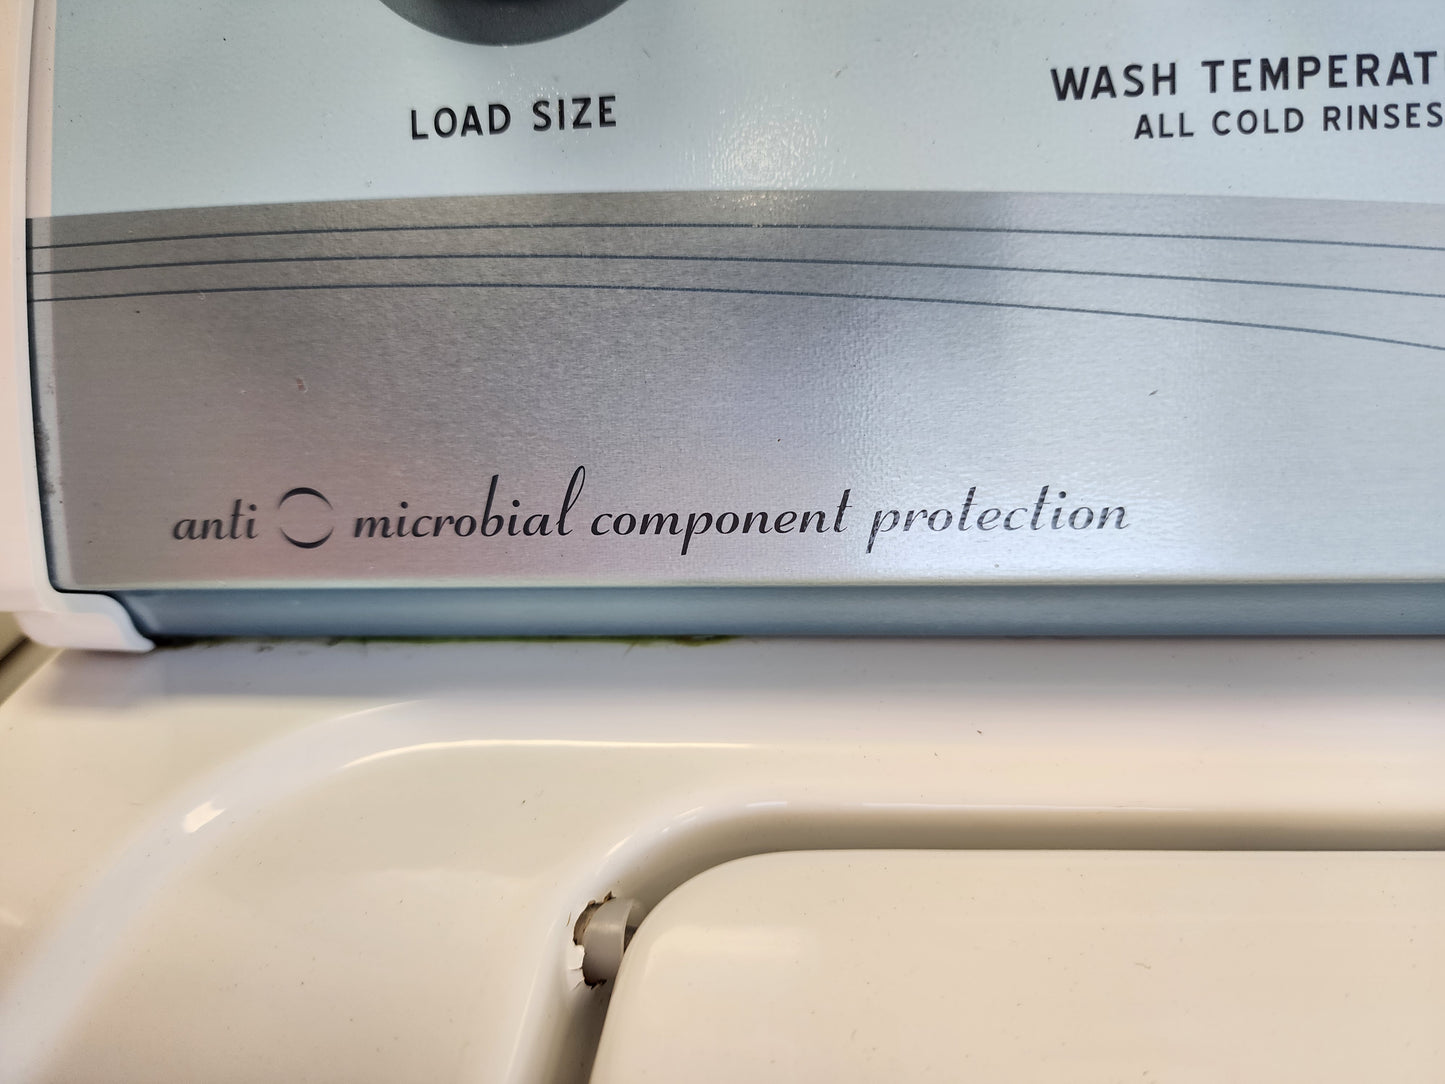 LOAD SIZE
WASH TEMPERAT
ALL COLD RINSES
anti microbial component protection